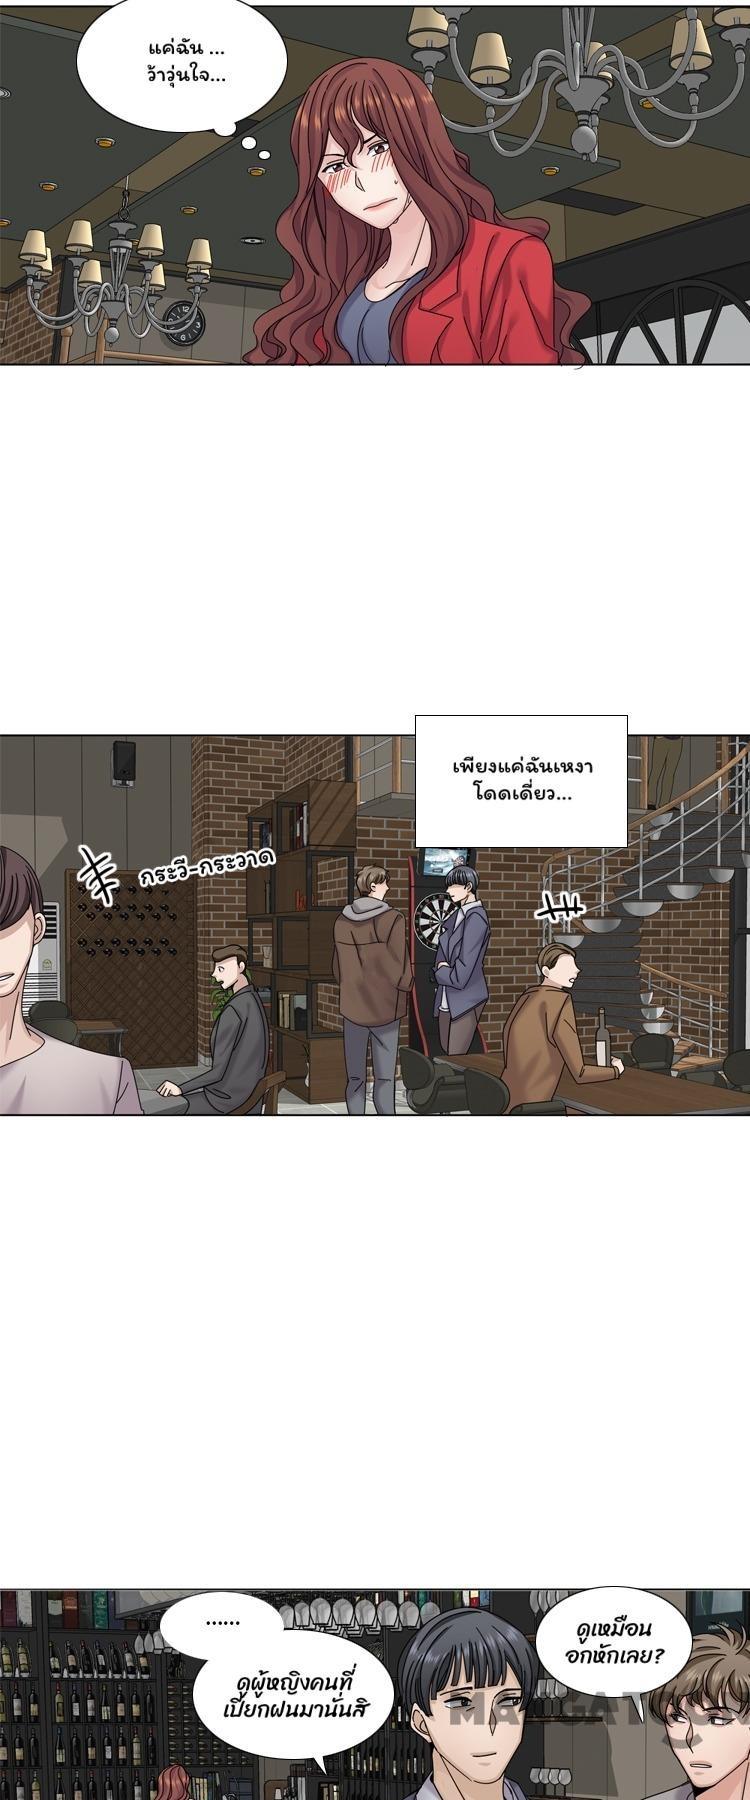 แค่ฉัน ...
ว้าวุ่นใจ...
เพียงแค่ฉันเหงา
โดดเดี่ยว...
กระวี-กระวาด
......
ดูผู้หญิงคนที่
เปียกฝนมานั่นสิ
ดูเหมือน
อกหักเลย?
MANGATOON